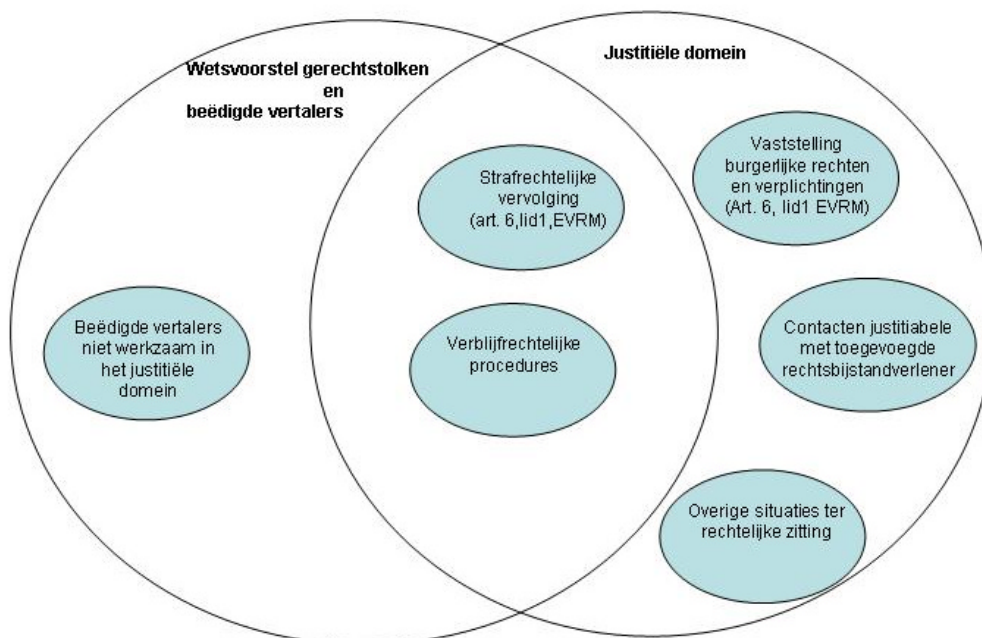 Wetsvoorstel gerechtstolken
en
beëdigde vertalers
Justitiële domein
Strafrechtelijke
vervolging
(art. 6,lid1,EVRM)
Vaststelling
burgerlijke rechten
en verplichtingen
(Art. 6, lid1 EVRM)
Beëdigde vertalers
niet werkzaam in
het justitiële
domein
Verblijfrechtelijke
procedures
Contacten justitiabele
met toegevoegde
rechtsbijstandverlener
Overige situaties ter
rechtelijke zitting